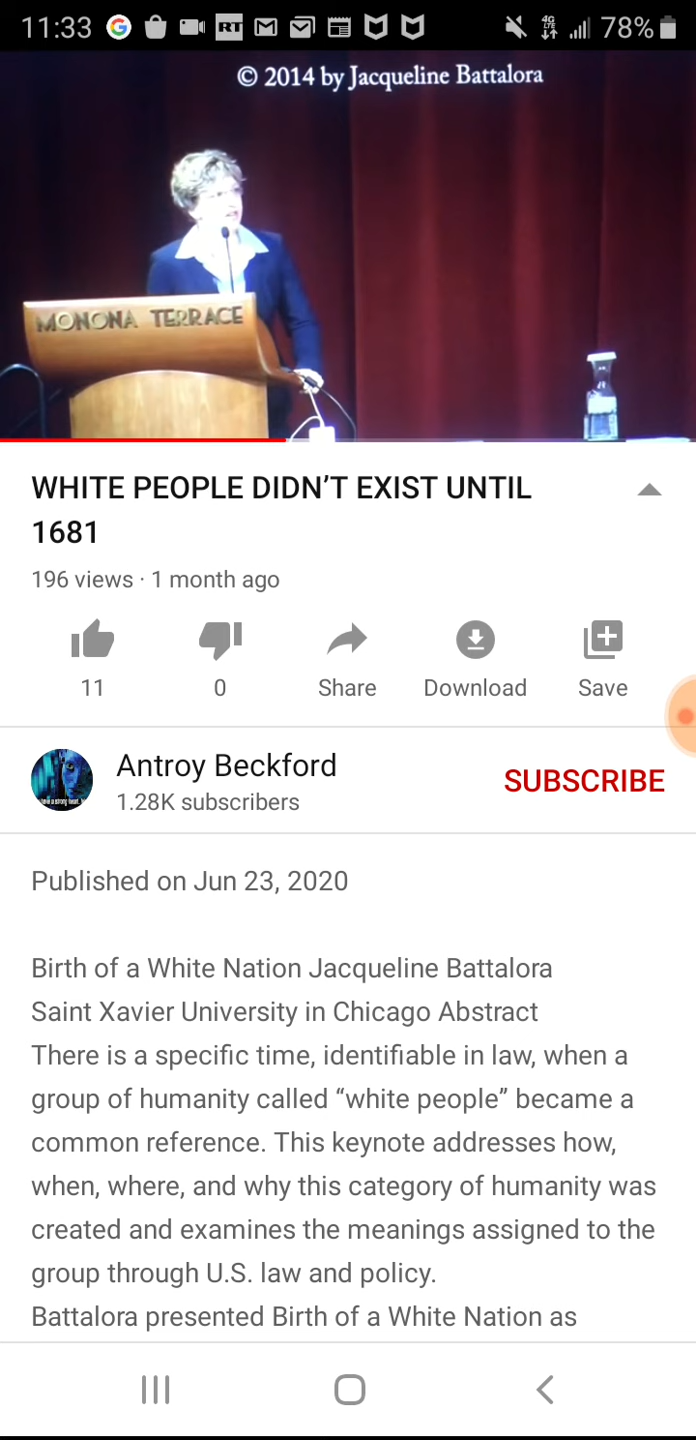 11:33
RT
4G
LTE
78%
© 2014 by Jacqueline Battalora
MONONA TERRACE
WHITE PEOPLE DIDN’T EXIST UNTIL
1681
196 views · 1 month ago
11
0
Share
Download
Save
Antroy Beckford
1.28K subscribers
SUBSCRIBE
Published on Jun 23, 2020
Birth of a White Nation Jacqueline Battalora
Saint Xavier University in Chicago Abstract
There is a specific time, identifiable in law, when a
group of humanity called “white people” became a
common reference. This keynote addresses how,
when, where, and why this category of humanity was
created and examines the meanings assigned to the
group through U.S. law and policy.
Battalora presented Birth of a White Nation as